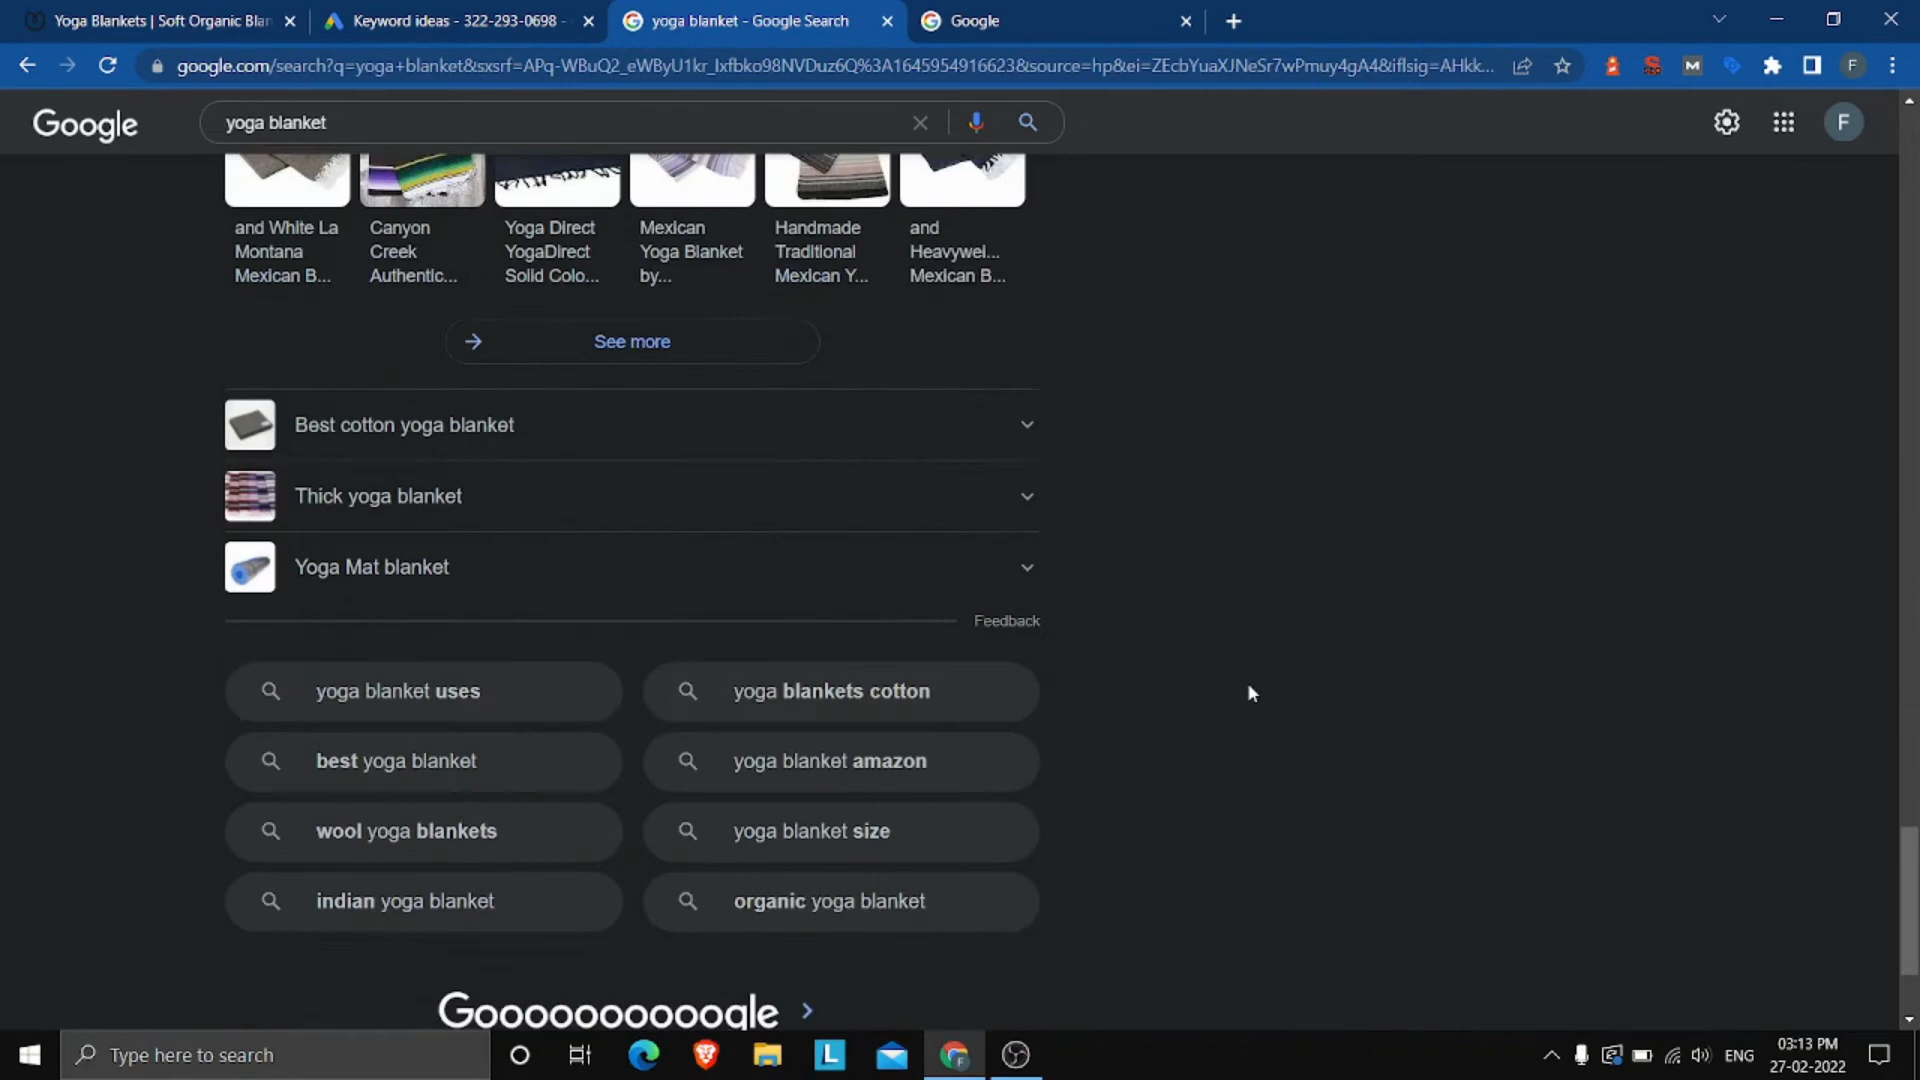 Yoga Blankets | Soft Organic Blan
Keyword ideas - 322-293-0698 -
yoga blanket - Google Search
Google
google.com/search?q=yoga+blanket&sxsrf=APq-WBuQ2_eWByU1kr_Ixfbko98NVDuz6Q%3A1645954916623&source=hp&ei=ZEcbYuaXJNeSr7wPmuy4gA4&iflsig=AHkk...
F
Google
yoga blanket
F
and White La
Montana
Mexican B...
Canyon
Creek
Authentic...
Yoga Direct
YogaDirect
Solid Colo...
Mexican
Yoga Blanket
by...
Handmade
Traditional
Mexican Y...
and
Heavywei...
Mexican B...
See more
Best cotton yoga blanket
Thick yoga blanket
Yoga Mat blanket
Feedback
yoga blanket uses
yoga blankets cotton
best yoga blanket
yoga blanket amazon
wool yoga blankets
yoga blanket size
indian yoga blanket
organic yoga blanket
Goooooooooogle
Type here to search
L
ENG
03:13 PM
27-02-2022